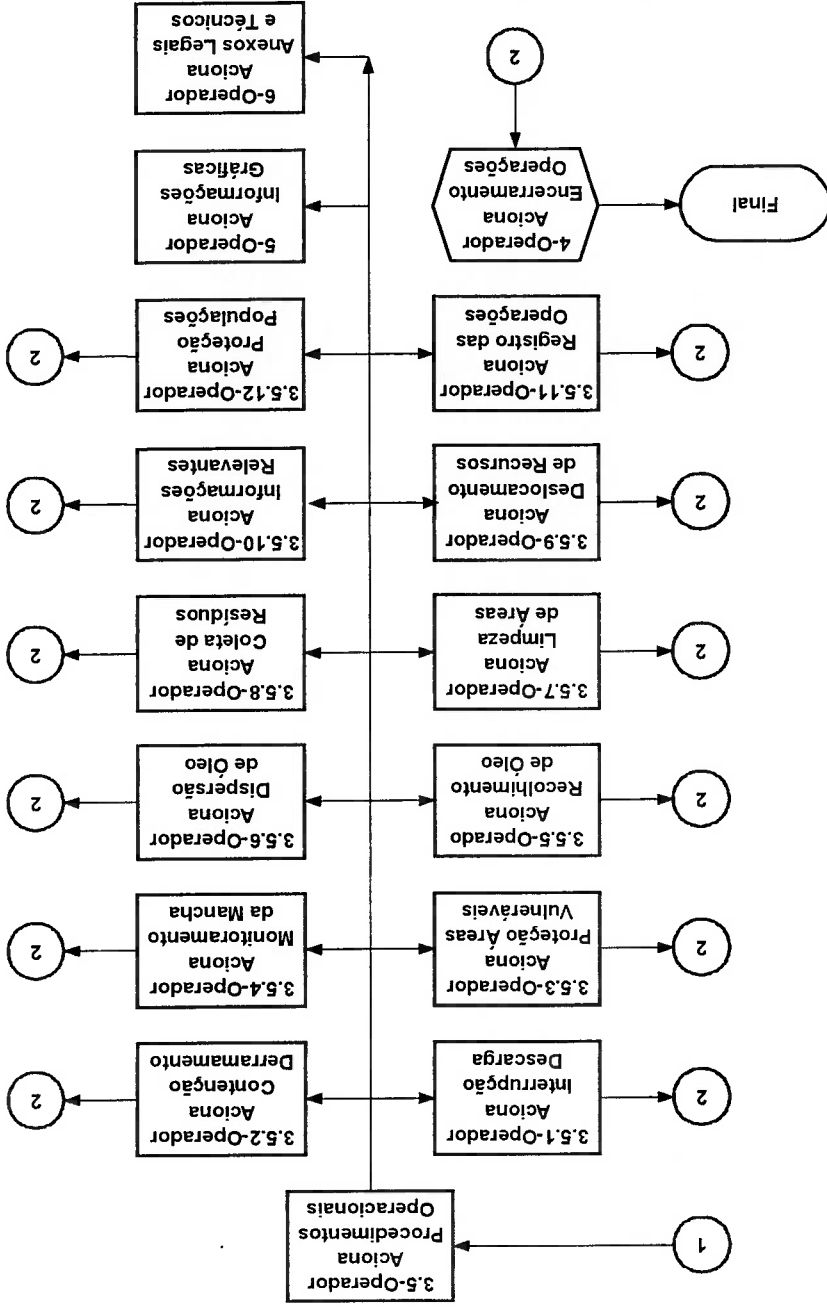 1
3.5-Operador
Aciona
Procedimentos
Operacionais
2
3.5.1-Operador
Aciona
Interrupção
Descarga
3.5.2-Operador
Aciona
Contenção
Derramamento
2
2
3.5.3-Operador
Aciona
Proteção Áreas
Vulneráveis
3.5.4-Operador
Aciona
Monitoramento
da Mancha
2
2
3.5.5-Operado
Aciona
Recolhimento
de Óleo
3.5.6-Operador
Aciona
Dispersão
de Óleo
2
2
3.5.7-Operador
Aciona
Limpeza
de Áreas
3.5.8-Operador
Aciona
Coleta de
Resíduos
2
2
3.5.9-Operador
Aciona
Deslocamento
de Recursos
3.5.10-Operador
Aciona
Informações
Relevantes
2
2
3.5.11-Operador
Aciona
Registro das
Operações
3.5.12-Operador
Aciona
Proteção
Populações
2
Final
4-Operador
Aciona
Encerramento
Operações
5-Operador
Aciona
Informações
Gráficas
2
6-Operador
Aciona
Anexos Legais
e Técnicos